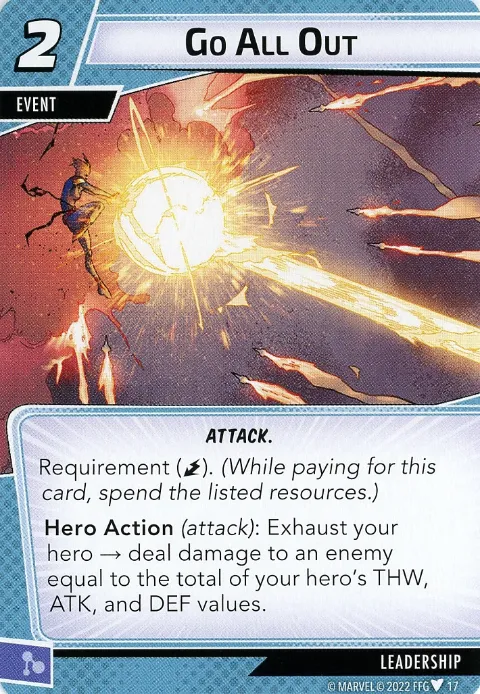 2
Go All Out
EVENT
ATTACK.
Requirement (). (While paying for this
card, spend the listed resources.)
Hero Action (attack): Exhaust your
hero → deal damage to an enemy
equal to the total of your hero's THW,
ATK, and DEF values.
LEADERSHIP
© MARVEL © 2022 FFG 17